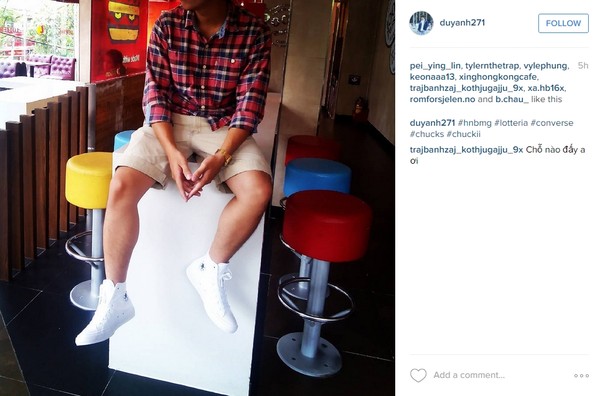 duyanh271
FOLLOW
pei_ying_lin, tylernthetrap, vylephung, 5h
keonaaa13, xinghongkongcafe,
trajbanhzaj_kothjugajju_9x, xa.hb16x,
romforsjelen.no and b.chau_ like this
duyanh271 #hnbmg #lotteria #converse
#chucks #chuckii
trajbanhzaj_kothjugajju_9x Chỗ nào đấy a
ơi
Add a comment...